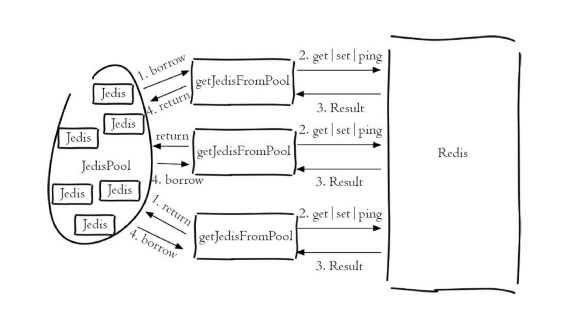 1. borrow
2. get|set|ping
Jedis
getJedisFromPool
4. return
3. Result
Jedis
Jedis
return
2. get|set|ping
getJedisFromPool
Redis
JedisPool
4. borrow
3. Result
Jedis
Jedis
1. return
2. get|set|ping
Jedis
getJedisFromPool
4. borrow
3. Result